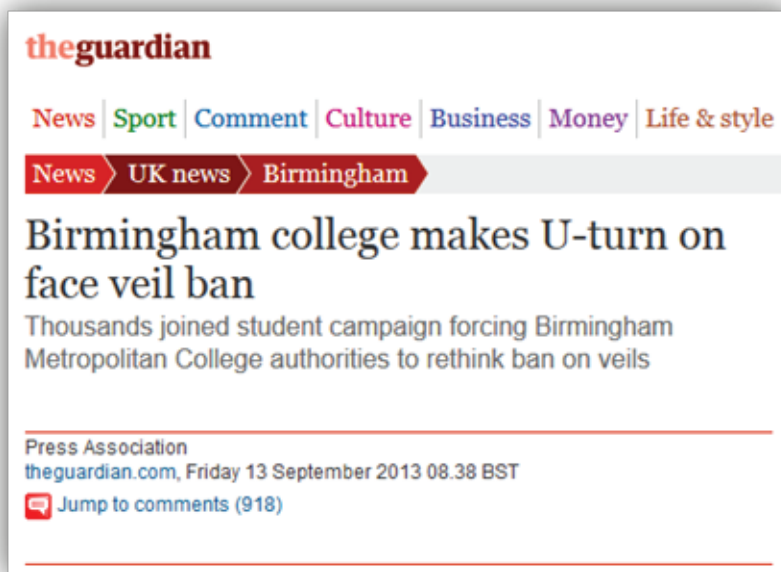 theguardian
News Sport Comment Culture Business Money Life & style
News UK news Birmingham
Birmingham college makes U-turn on
face veil ban
Thousands joined student campaign forcing Birmingham
Metropolitan College authorities to rethink ban on veils
Press Association
theguardian.com, Friday 13 September 2013 08.38 BST
Jump to comments (918)